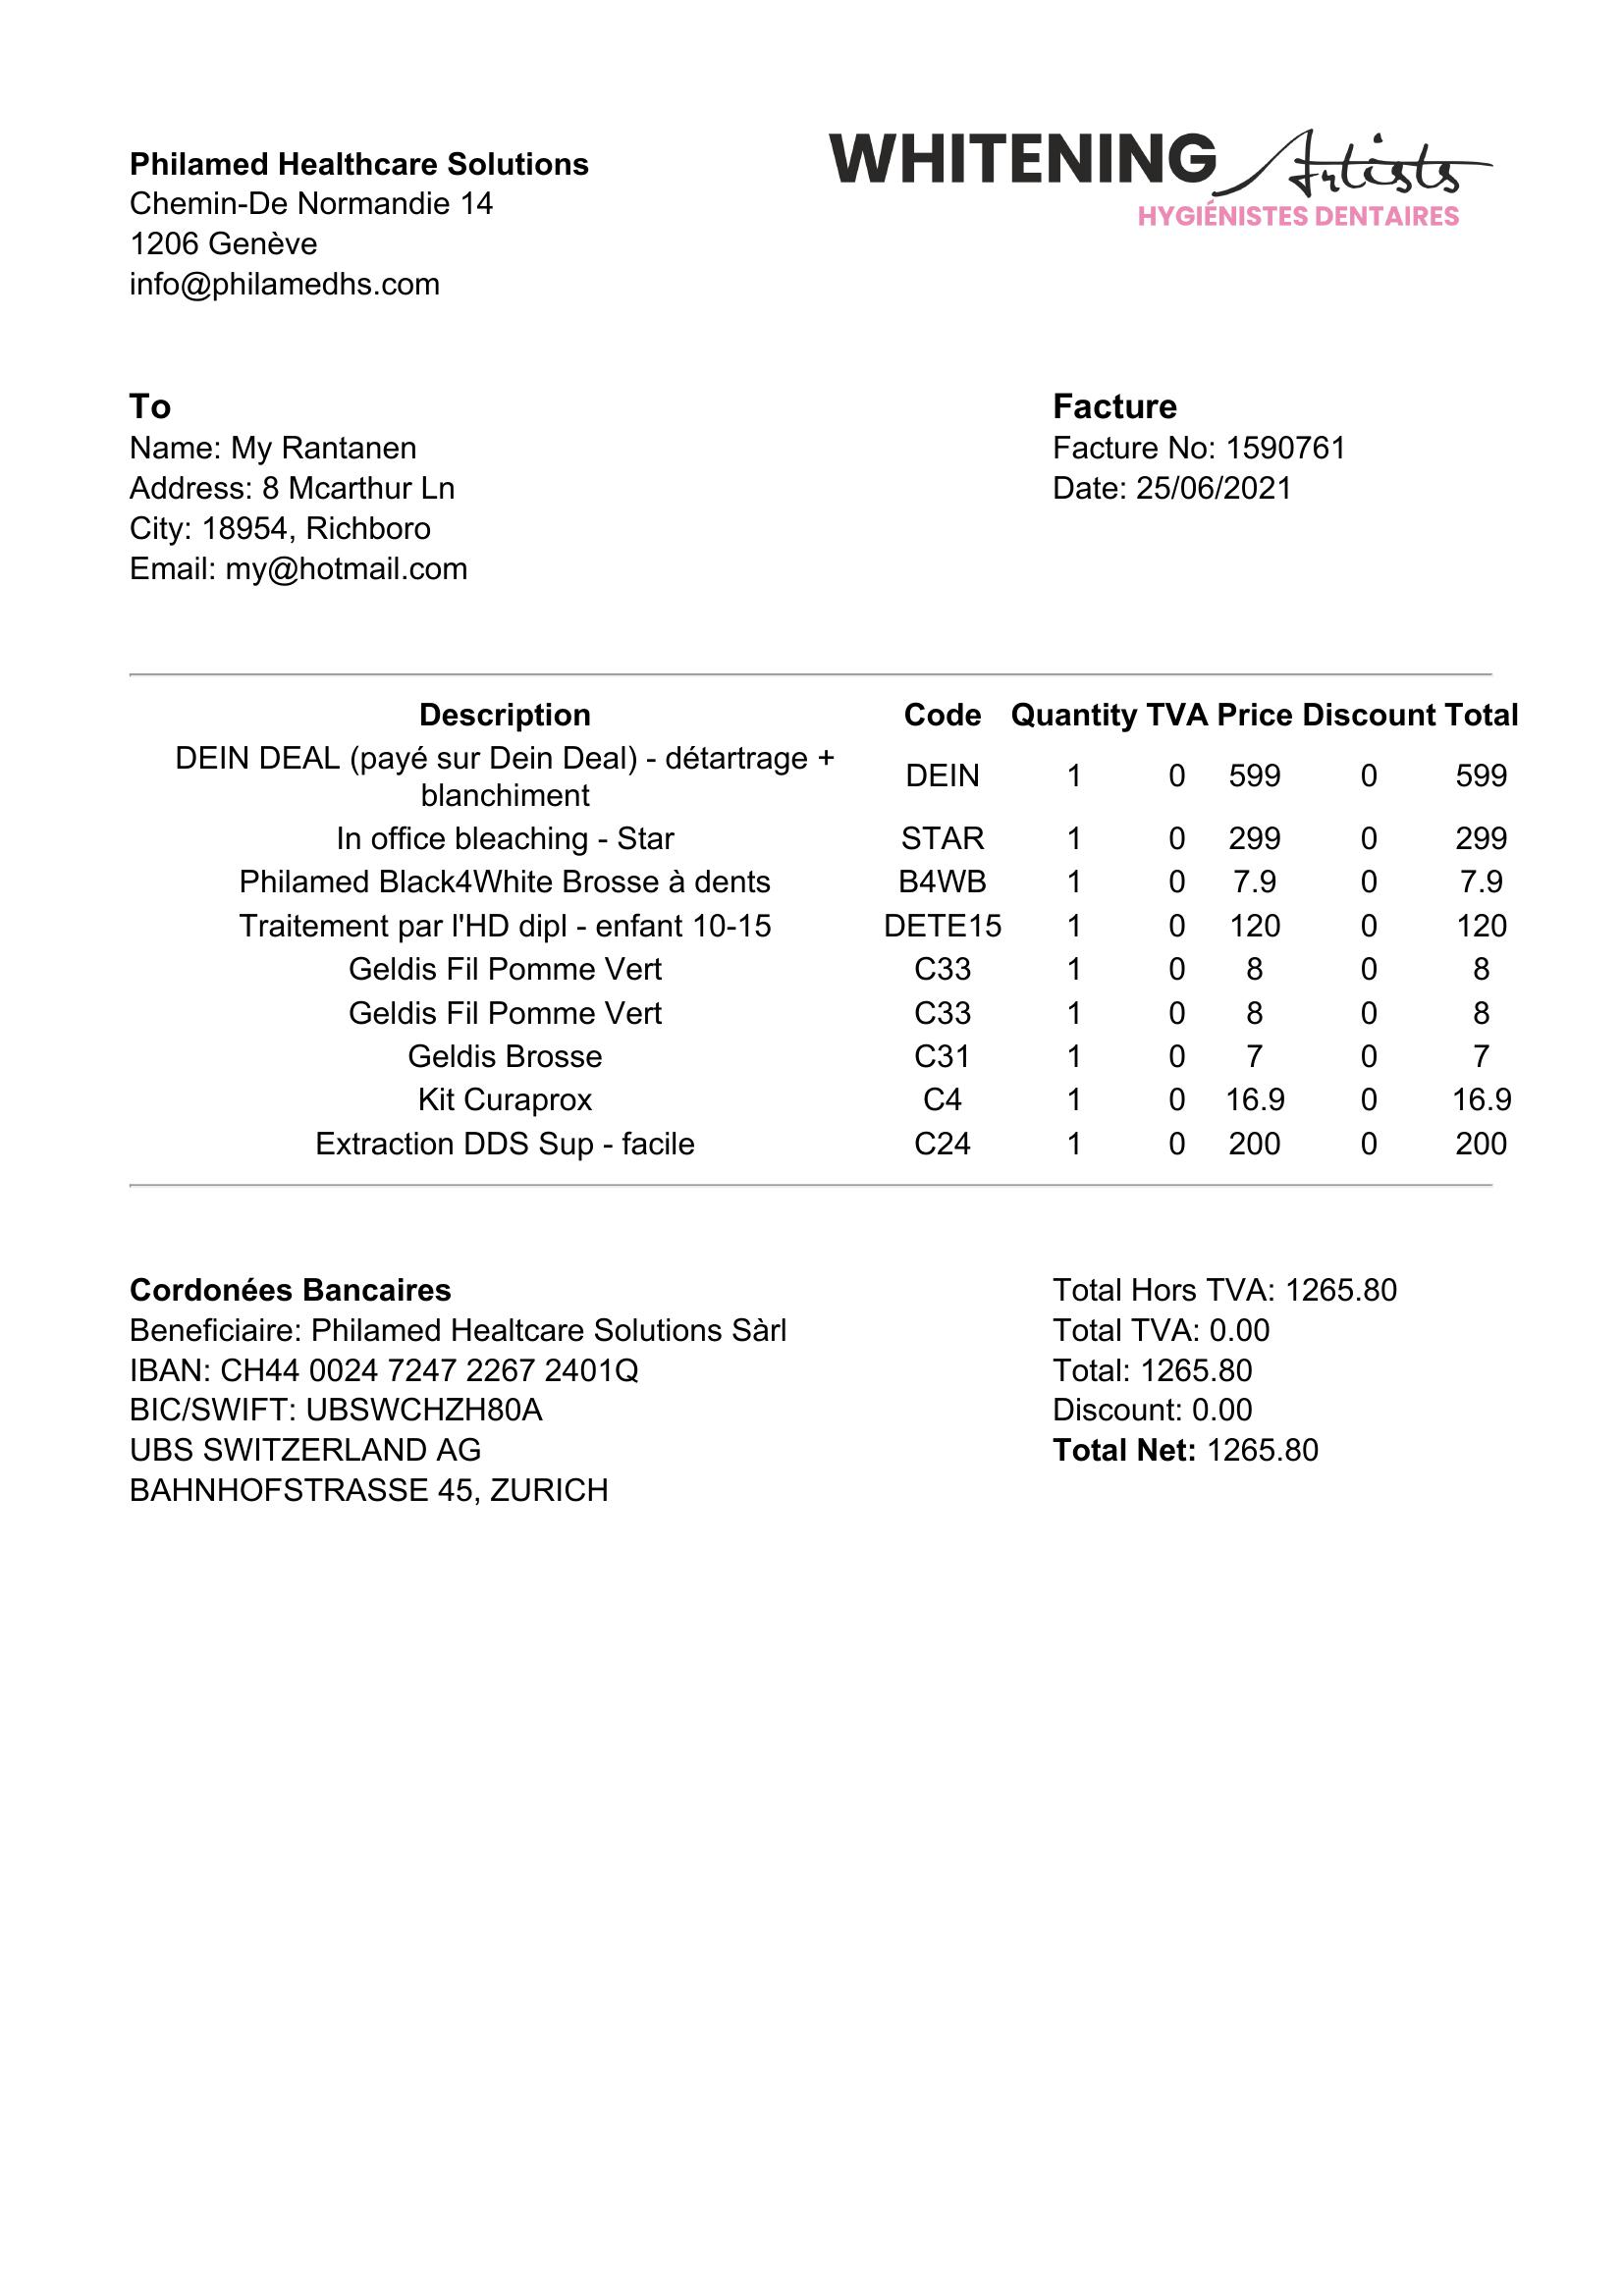 Philamed Healthcare Solutions
Chemin-De Normandie 14
1206 Genève
info@philamedhs.com
WHITENING Artists
HYGIÉNISTES DENTAIRES
To
Name: My Rantanen
Address: 8 Mcarthur Ln
City: 18954, Richboro
Email: my@hotmail.com
Facture
Facture No: 1590761
Date: 25/06/2021
Description Code Quantity TVA Price Discount Total
DEIN DEAL (payé sur Dein Deal) - détartrage +
blanchiment DEIN 1 0 599 0 599
In office bleaching - Star STAR 1 0 299 0 299
Philamed Black4White Brosse à dents B4WB 1 0 7.9 0 7.9
Traitement par l'HD dipl - enfant 10-15 DETE15 1 0 120 0 120
Geldis Fil Pomme Vert C33 1 0 8 0 8
Geldis Fil Pomme Vert C33 1 0 8 0 8
Geldis Brosse C31 1 0 7 0 7
Kit Curaprox C4 1 0 16.9 0 16.9
Extraction DDS Sup - facile C24 1 0 200 0 200
Cordonées Bancaires
Beneficiaire: Philamed Healtcare Solutions Sàrl
IBAN: CH44 0024 7247 2267 2401Q
BIC/SWIFT: UBSWCHZH80A
UBS SWITZERLAND AG
BAHNHOFSTRASSE 45, ZURICH
Total Hors TVA: 1265.80
Total TVA: 0.00
Total: 1265.80
Discount: 0.00
Total Net: 1265.80